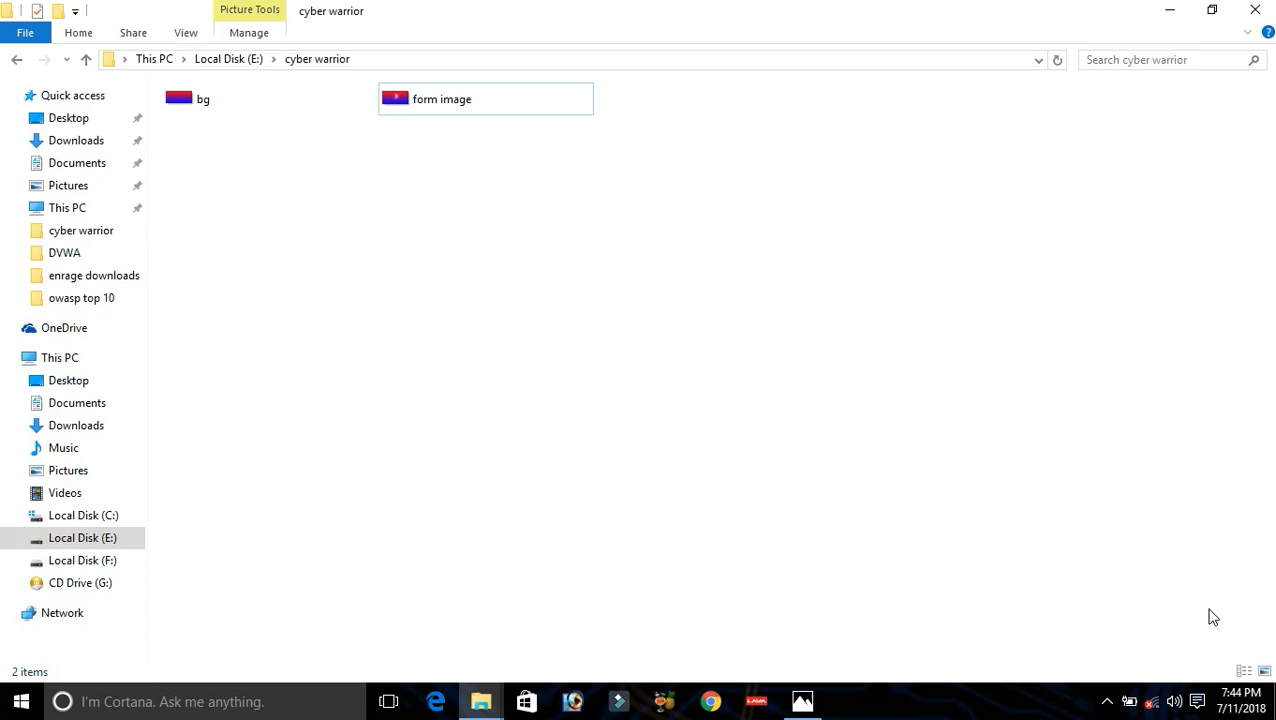 Picture Tools
cyber warrior
File
Home
Share
View
Manage
This PC
Local Disk (E:)
cyber warrior
Search cyber warrior
bg
form image
Quick access
Desktop
Downloads
Documents
Pictures
This PC
cyber warrior
DVWA
enrage downloads
owasp top 10
OneDrive
This PC
Desktop
Documents
Downloads
Music
Pictures
Videos
Local Disk (C:)
Local Disk (E:)
Local Disk (F:)
CD Drive (G:)
Network
2 items
I'm Cortana. Ask me anything.
LAVA
7:44 PM
7/11/2018